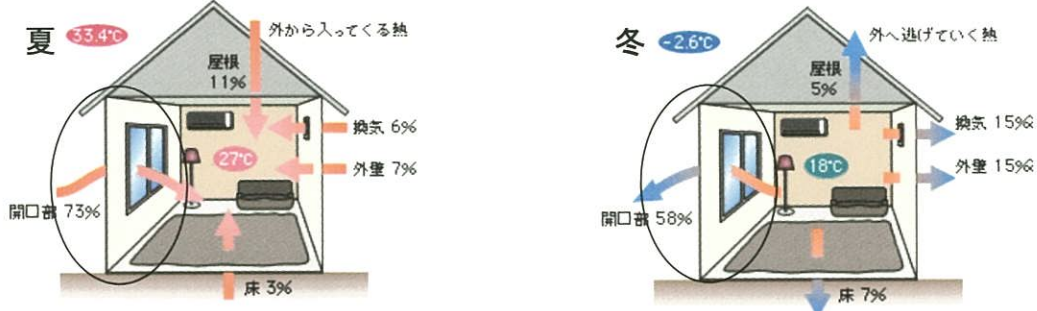 夏 33.4℃
外から入ってくる熱
屋根
11%
換気 6%
27℃
外壁 7%
開口部 73%
床 3%
冬 -2.6℃
外へ逃げていく熱
屋根
5%
換気 15%
18℃
外壁 15%
開口部 58%
床 7%